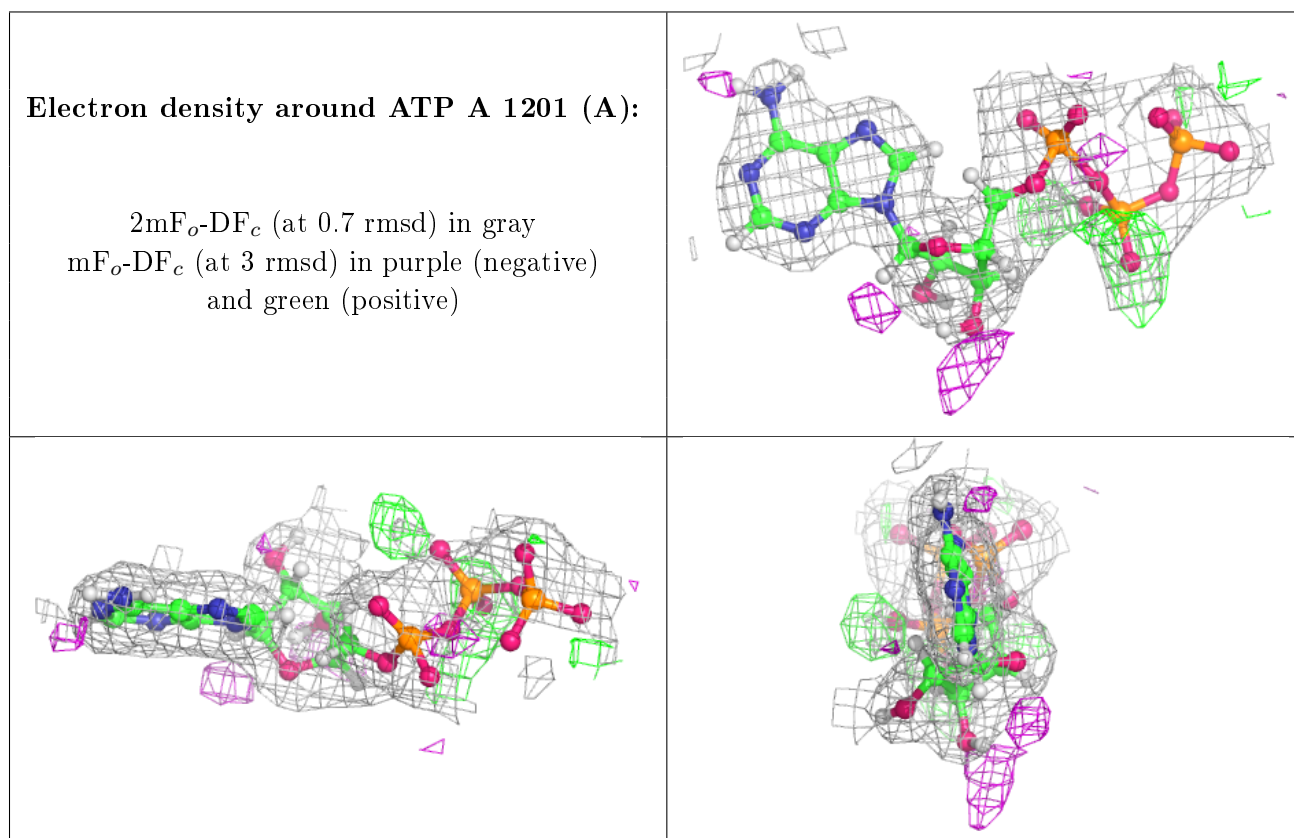 Electron density around ATP A 1201 (A):
2mFₒ-DF𝒸 (at 0.7 rmsd) in gray
mFₒ-DF𝒸 (at 3 rmsd) in purple (negative)
and green (positive)